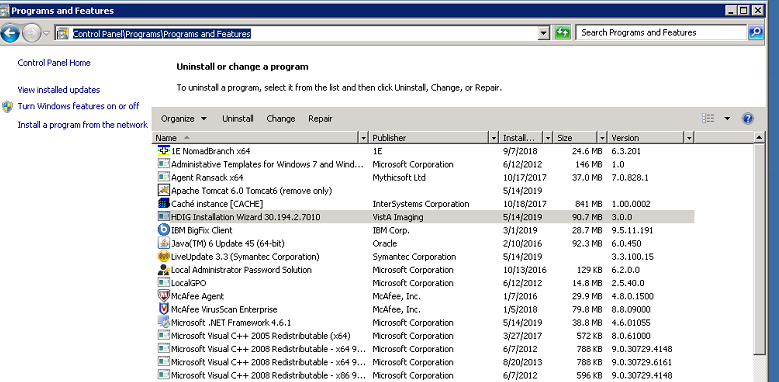 Programs and Features
Control Panel\Programs\Programs and Features
Search Programs and Features
Control Panel Home
View installed updates
Turn Windows features on or off
Install a program from the network
Uninstall or change a program
To uninstall a program, select it from the list and then click Uninstall, Change, or Repair.
Organize Uninstall Change Repair
Name Publisher Install... Size Version
1E NomadBranch x64 1E 9/7/2018 24.6 MB 6.3.201
Administative Templates for Windows 7 and Wind... Microsoft Corporation 6/12/2012 146 MB 1.0
Agent Ransack x64 Mythicsoft Ltd 10/17/2017 37.0 MB 7.0.828.1
Apache Tomcat 6.0 Tomcat6 (remove only) 5/14/2019
Caché instance [CACHE] InterSystems Corporation 10/18/2017 841 MB 1.00.0002
HDIG Installation Wizard 30.194.2.7010 VistA Imaging 5/14/2019 90.7 MB 3.0.0
IBM BigFix Client IBM Corp. 3/1/2019 28.7 MB 9.5.11.191
Java(TM) 6 Update 45 (64-bit) Oracle 2/10/2016 92.3 MB 6.0.450
LiveUpdate 3.3 (Symantec Corporation) Symantec Corporation 3.3.100.15
Local Administrator Password Solution Microsoft Corporation 10/13/2016 129 KB 6.2.0.0
LocalGPO Microsoft Corporation 6/12/2012 14.8 MB 2.5.40.0
McAfee Agent McAfee, Inc. 1/7/2016 29.9 MB 4.8.0.1500
McAfee VirusScan Enterprise McAfee, Inc. 1/5/2018 79.8 MB 8.8.09000
Microsoft .NET Framework 4.6.1 Microsoft Corporation 5/14/2019 38.8 MB 4.6.01055
Microsoft Visual C++ 2005 Redistributable (x64) Microsoft Corporation 3/27/2017 572 KB 8.0.61000
Microsoft Visual C++ 2008 Redistributable - x64 9... Microsoft Corporation 6/7/2012 788 KB 9.0.30729.4148
Microsoft Visual C++ 2008 Redistributable - x64 9... Microsoft Corporation 8/20/2013 788 KB 9.0.30729.6161
Microsoft Visual C++ 2008 Redistributable - x86 9... Microsoft Corporation 6/7/2012 596 KB 9.0.30729.4148